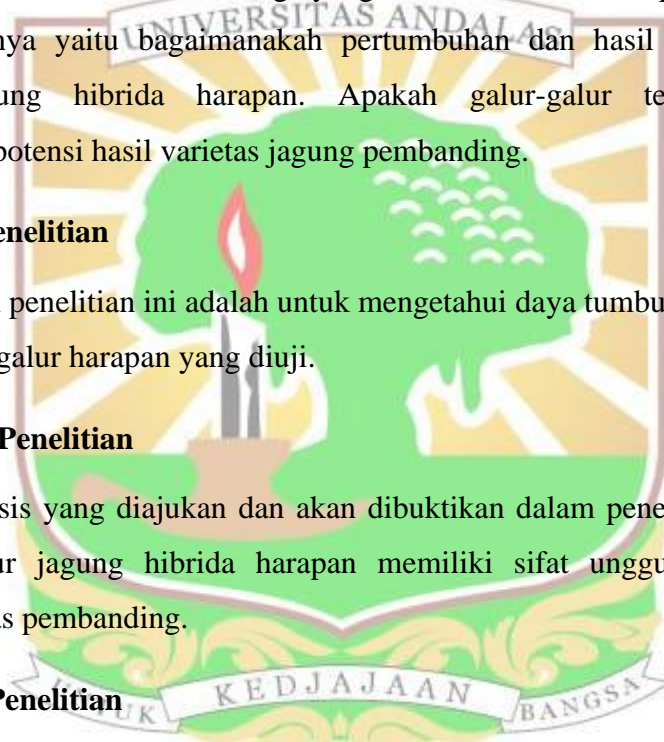 UNIVERSITAS ANDALAS
nya yaitu bagaimanakah pertumbuhan dan hasil
ung hibrida harapan. Apakah galur-galur te
potensi hasil varietas jagung pembanding.
enelitian
penelitian ini adalah untuk mengetahui daya tumbu
galur harapan yang diuji.
Penelitian
sis yang diajukan dan akan dibuktikan dalam pene
ur jagung hibrida harapan memiliki sifat unggu
as pembanding.
Penelitian
UNTUK KEDJAJAAN BANGSA